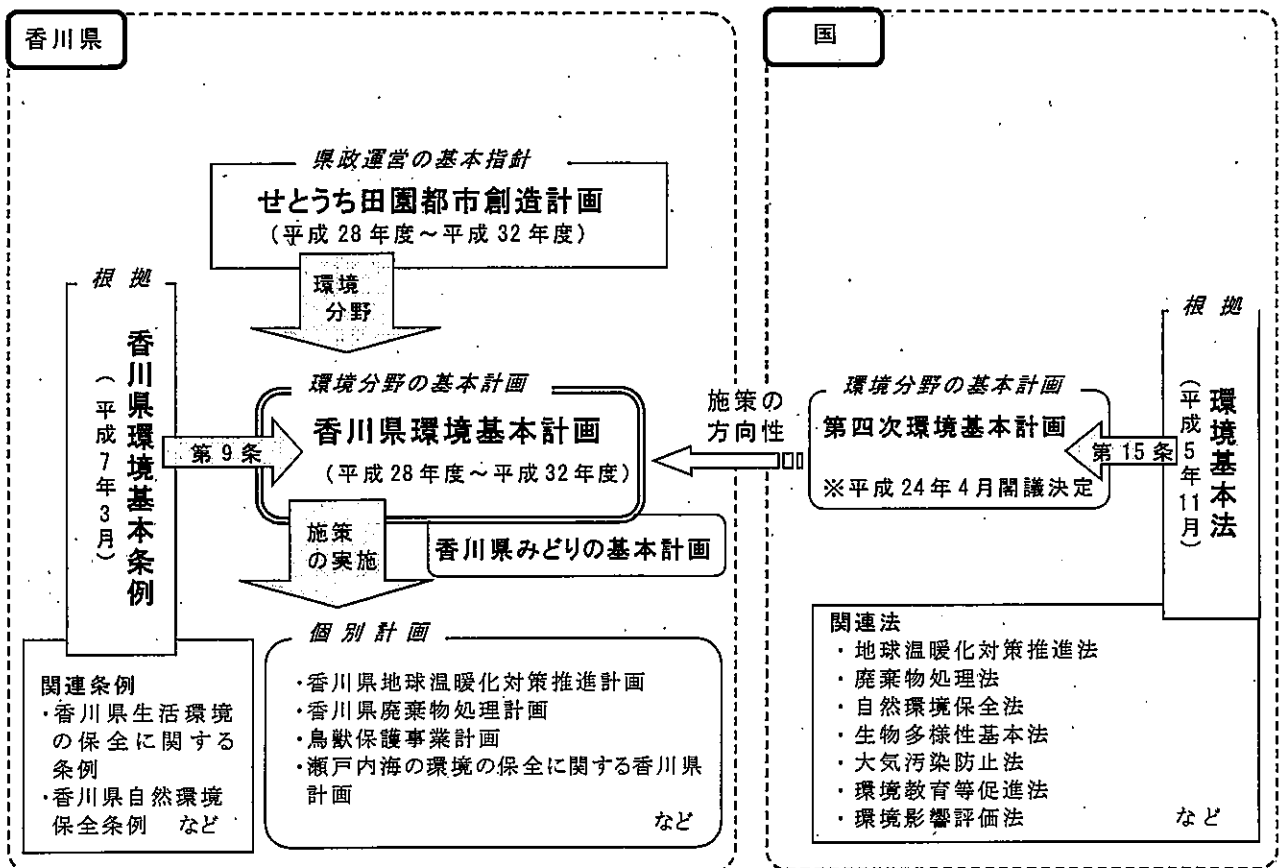 香川県
県政運営の基本指針
せとうち田園都市創造計画
（平成28年度～平成32年度）
環境
分野
根拠
香川県環境基本条例
（平成7年3月）
第9条
環境分野の基本計画
香川県環境基本計画
（平成28年度～平成32年度）
香川県みどりの基本計画
施策
の実施
個別計画
・香川県地球温暖化対策推進計画
・香川県廃棄物処理計画
・鳥獣保護事業計画
・瀬戸内海の環境の保全に関する香川県
計画
など
関連条例
・香川県生活環境
の保全に関する
条例
・香川県自然環境
保全条例 など
施策の
方向性
国
環境分野の基本計画
第四次環境基本計画
※平成24年4月閣議決定
第15条
根拠
環境基本法
（平成5年11月）
関連法
・地球温暖化対策推進法
・廃棄物処理法
・自然環境保全法
・生物多様性基本法
・大気汚染防止法
・環境教育等促進法
・環境影響評価法 など